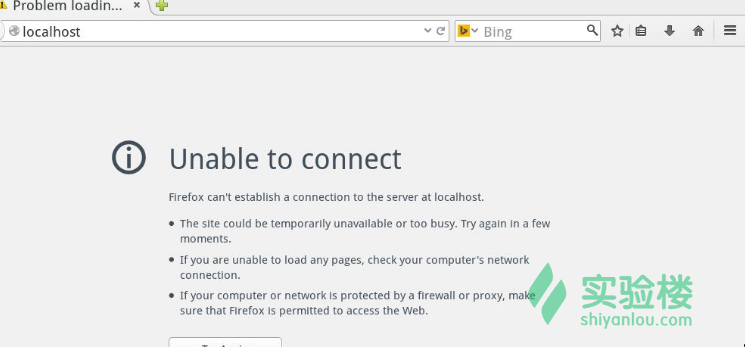 Problem loadin...
localhost
Bing
Unable to connect
Firefox can't establish a connection to the server at localhost.
The site could be temporarily unavailable or too busy. Try again in a few
moments.
If you are unable to load any pages, check your computer's network
connection.
If your computer or network is protected by a firewall or proxy, make
sure that Firefox is permitted to access the Web.
实验楼
shiyanlou.com